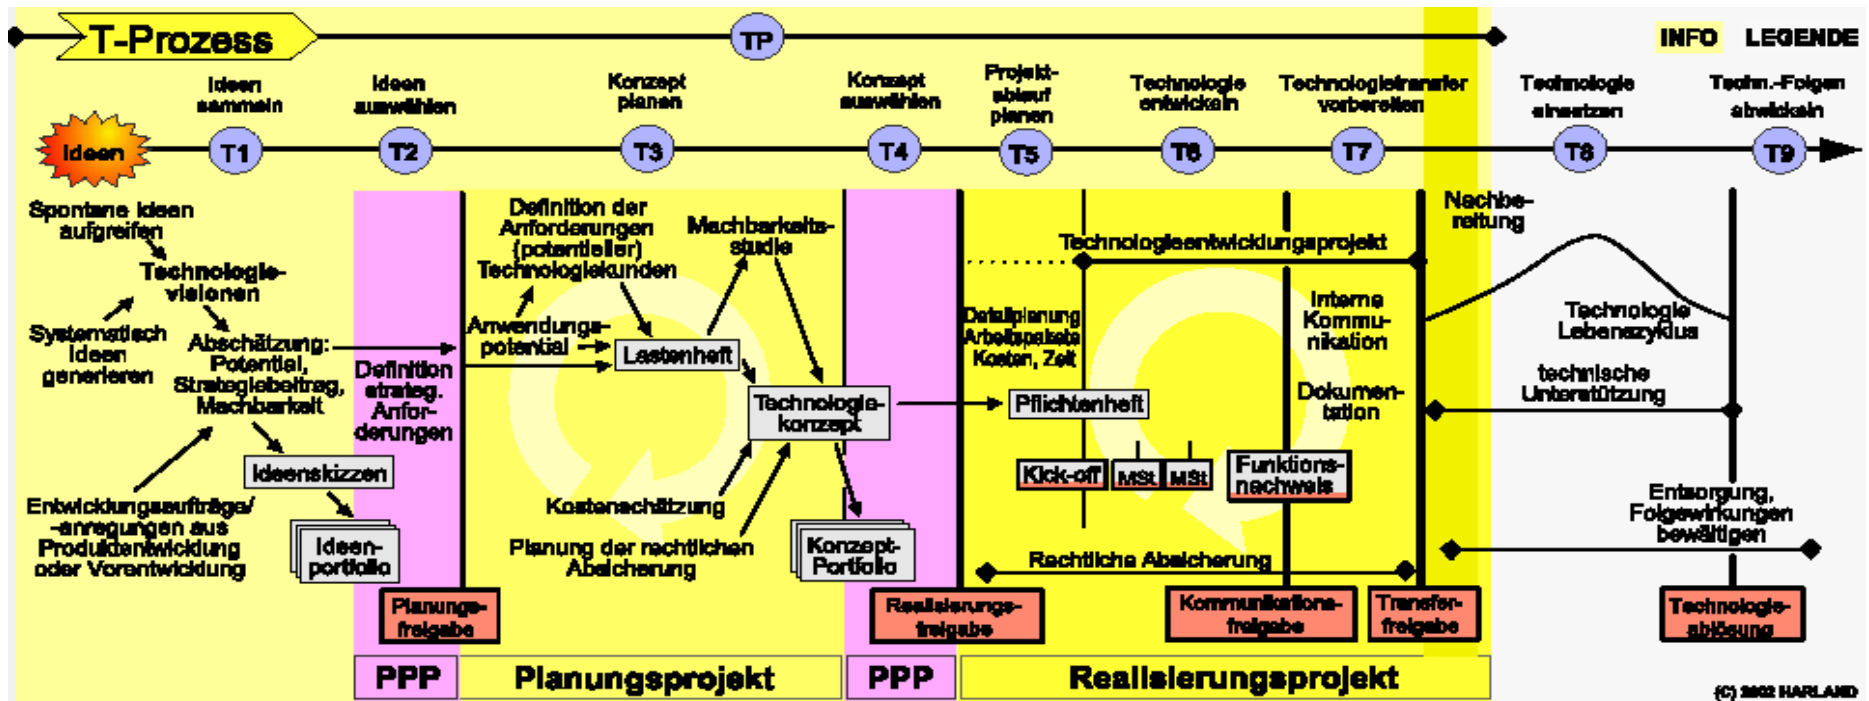 T-Prozess
TP
INFO LEGENDE
Ideen
sammeln
Ideen
auswählen
Konzept
planen
Konzept
auswählen
Projekt-
ablauf
planen
Technologie
entwickeln
Technologietransfer
vorbereiten
Technologie
einsetzen
Techn.-Folgen
abwickeln
Ideen
T1
T2
T3
T4
T5
T6
T7
T8
T9
Spontane Ideen
aufgreifen
Technologie-
visionen
Systematisch
Ideen
generieren
Abschätzung:
Potential,
Strategiebeitrag,
Machbarkeit
Ideenskizzen
Entwicklungsaufträge/
-anregungen aus
Produktentwicklung
oder Vorentwicklung
Ideen-
portfolio
Definition
strateg.
Anfor-
derungen
Planungs-
freigabe
Definition der
Anforderungen
(potentieller)
Technologiekunden
Machbarkeits-
studie
Anwendungs-
potential
Lastenheft
Technologie-
konzept
Kostenschätzung
Planung der rechtlichen
Absicherung
Konzept-
Portfolio
Realisierungs-
freigabe
Technologieentwicklungsprojekt
Detailplanung
Arbeitspakete
Kosten, Zeit
Pflichtenheft
Kick-off
MSt
MSt
Funktions-
nachweis
Interne
Kommu-
nikation
Dokumen-
tation
Rechtliche Absicherung
Kommunikations-
freigabe
Transfer-
freigabe
Nachbe-
reitung
Technologie
Lebenszyklus
technische
Unterstützung
Entsorgung,
Folgewirkungen
bewältigen
Technologie-
ablösung
PPP
Planungsprojekt
PPP
Realisierungsprojekt
(C) 2002 HARLAND